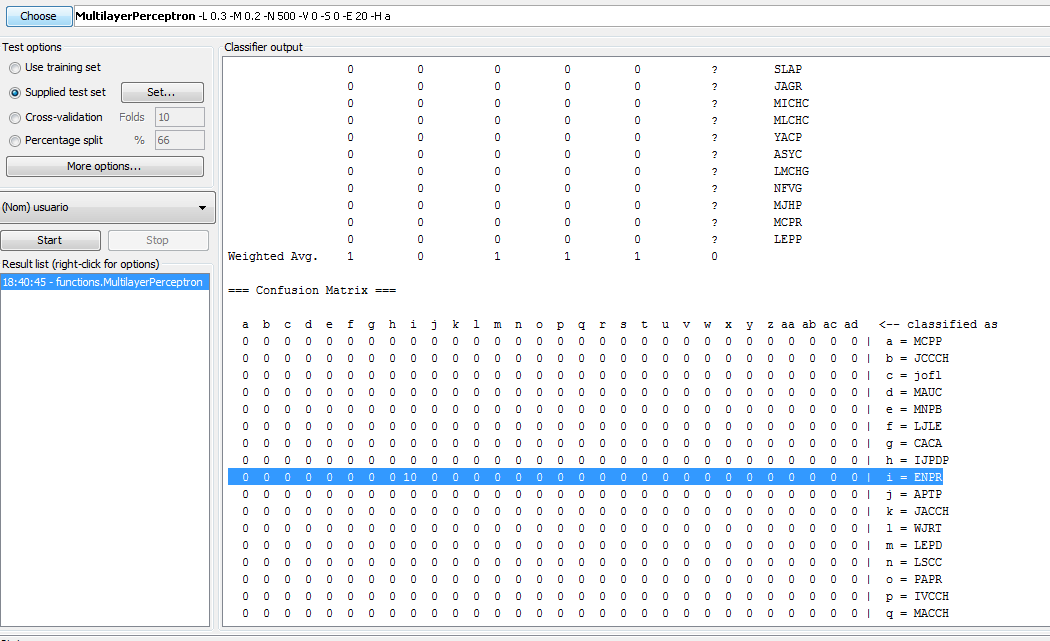 Choose MultilayerPerceptron -L 0.3 -M 0.2 -N 500 -V 0 -S 0 -E 20 -H a
Test options
Use training set
Supplied test set Set...
Cross-validation Folds 10
Percentage split % 66
More options...
(Nom) usuario
Start Stop
Result list (right-click for options)
18:40:45 - functions.MultilayerPerceptron
Classifier output
0 0 0 0 0 ? SLAP
0 0 0 0 0 ? JAGR
0 0 0 0 0 ? MICHC
0 0 0 0 0 ? MLCHC
0 0 0 0 0 ? YACP
0 0 0 0 0 ? ASYC
0 0 0 0 0 ? LMCHG
0 0 0 0 0 ? NFVG
0 0 0 0 0 ? MJHP
0 0 0 0 0 ? MCPR
0 0 0 0 0 ? LEPP
Weighted Avg. 1 0 1 1 1 0
=== Confusion Matrix ===
a b c d e f g h i j k l m n o p q r s t u v w x y z aa ab ac ad <-- classified as
0 0 0 0 0 0 0 0 0 0 0 0 0 0 0 0 0 0 0 0 0 0 0 0 0 0 0 0 0 0 | a = MCPP
0 0 0 0 0 0 0 0 0 0 0 0 0 0 0 0 0 0 0 0 0 0 0 0 0 0 0 0 0 0 | b = JCCCH
0 0 0 0 0 0 0 0 0 0 0 0 0 0 0 0 0 0 0 0 0 0 0 0 0 0 0 0 0 0 | c = jofl
0 0 0 0 0 0 0 0 0 0 0 0 0 0 0 0 0 0 0 0 0 0 0 0 0 0 0 0 0 0 | d = MAUC
0 0 0 0 0 0 0 0 0 0 0 0 0 0 0 0 0 0 0 0 0 0 0 0 0 0 0 0 0 0 | e = MNPB
0 0 0 0 0 0 0 0 0 0 0 0 0 0 0 0 0 0 0 0 0 0 0 0 0 0 0 0 0 0 | f = LJLE
0 0 0 0 0 0 0 0 0 0 0 0 0 0 0 0 0 0 0 0 0 0 0 0 0 0 0 0 0 0 | g = CACA
0 0 0 0 0 0 0 0 0 0 0 0 0 0 0 0 0 0 0 0 0 0 0 0 0 0 0 0 0 0 | h = IJPDP
0 0 0 0 0 0 0 0 10 0 0 0 0 0 0 0 0 0 0 0 0 0 0 0 0 0 0 0 0 0 | i = ENPR
0 0 0 0 0 0 0 0 0 0 0 0 0 0 0 0 0 0 0 0 0 0 0 0 0 0 0 0 0 0 | j = APTP
0 0 0 0 0 0 0 0 0 0 0 0 0 0 0 0 0 0 0 0 0 0 0 0 0 0 0 0 0 0 | k = JACCH
0 0 0 0 0 0 0 0 0 0 0 0 0 0 0 0 0 0 0 0 0 0 0 0 0 0 0 0 0 0 | l = WJRT
0 0 0 0 0 0 0 0 0 0 0 0 0 0 0 0 0 0 0 0 0 0 0 0 0 0 0 0 0 0 | m = LEPD
0 0 0 0 0 0 0 0 0 0 0 0 0 0 0 0 0 0 0 0 0 0 0 0 0 0 0 0 0 0 | n = LSCC
0 0 0 0 0 0 0 0 0 0 0 0 0 0 0 0 0 0 0 0 0 0 0 0 0 0 0 0 0 0 | o = PAPR
0 0 0 0 0 0 0 0 0 0 0 0 0 0 0 0 0 0 0 0 0 0 0 0 0 0 0 0 0 0 | p = IVCCH
0 0 0 0 0 0 0 0 0 0 0 0 0 0 0 0 0 0 0 0 0 0 0 0 0 0 0 0 0 0 | q = MACCH